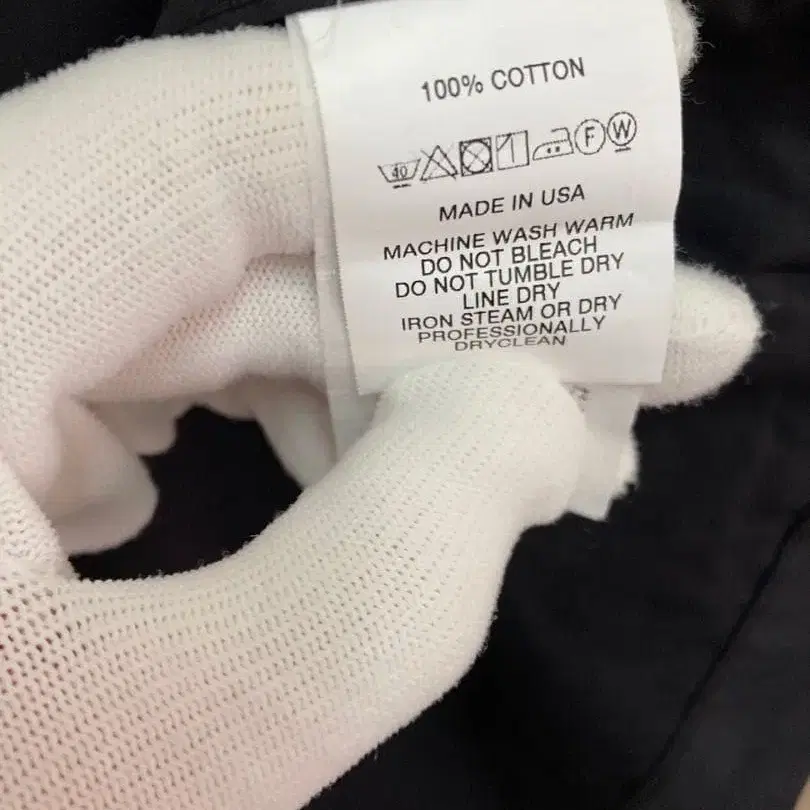 100% COTTON
40 F W
MADE IN USA
MACHINE WASH WARM
DO NOT BLEACH
DO NOT TUMBLE DRY
LINE DRY
IRON STEAM OR DRY
PROFESSIONALLY
DRYCLEAN